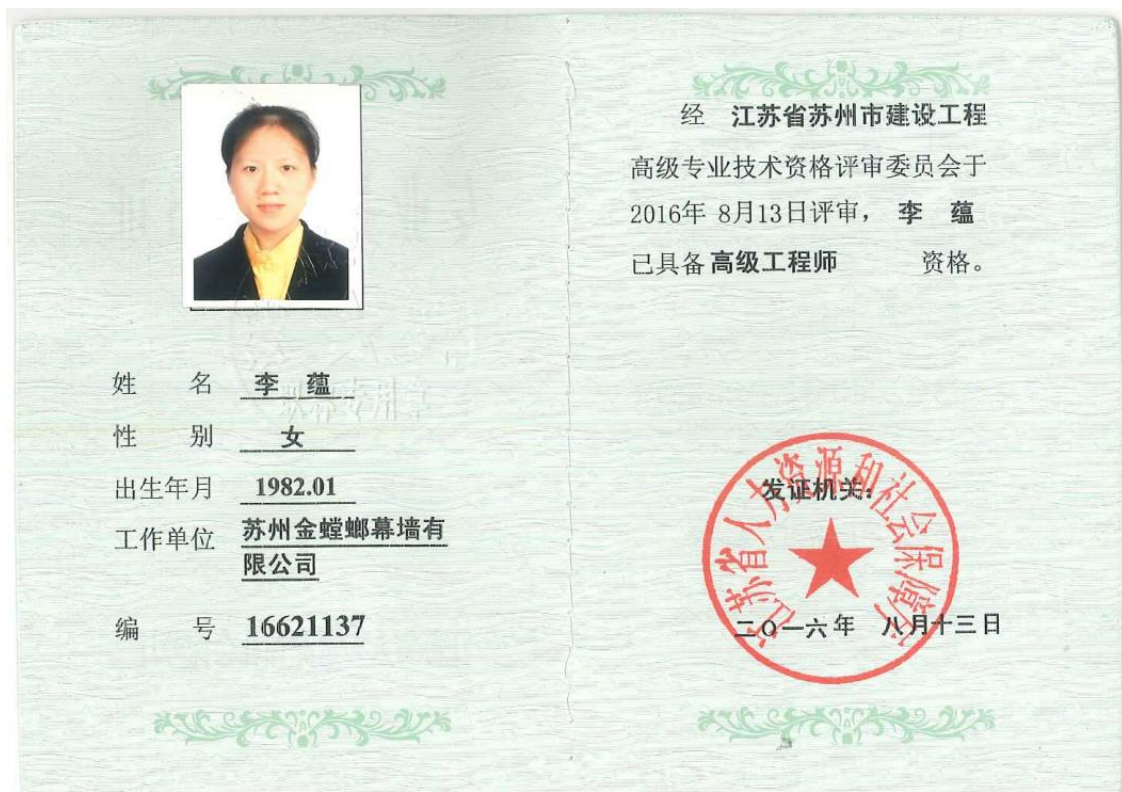 姓 名 李 蕴
性 别 女
出生年月 1982.01
工作单位 苏州金螳螂幕墙有
限公司
编 号 16621137
经 江苏省苏州市建设工程
高级专业技术资格评审委员会于
2016年 8月13日评审， 李 蕴
已具备 高级工程师 资格。
江苏省人力资源和社会保障厅
发证机关：
二〇一六年 八月十三日